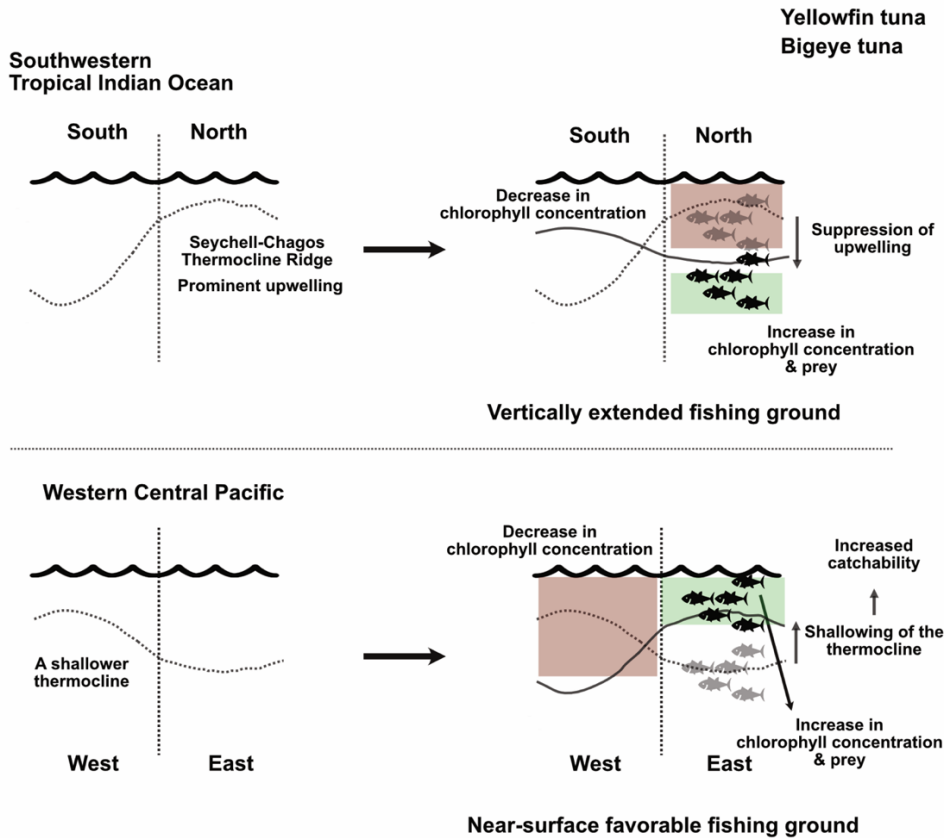 Yellowfin tuna
Bigeye tuna
Southwestern
Tropical Indian Ocean
South
North
Seychell-Chagos
Thermocline Ridge
Prominent upwelling
South
North
Decrease in
chlorophyll concentration
Suppression of
upwelling
Increase in
chlorophyll concentration
& prey
Vertically extended fishing ground
Western Central Pacific
A shallower
thermocline
West
East
Decrease in
chlorophyll concentration
Increased
catchability
Shallowing of the
thermocline
Increase in
chlorophyll concentration
& prey
West
East
Near-surface favorable fishing ground